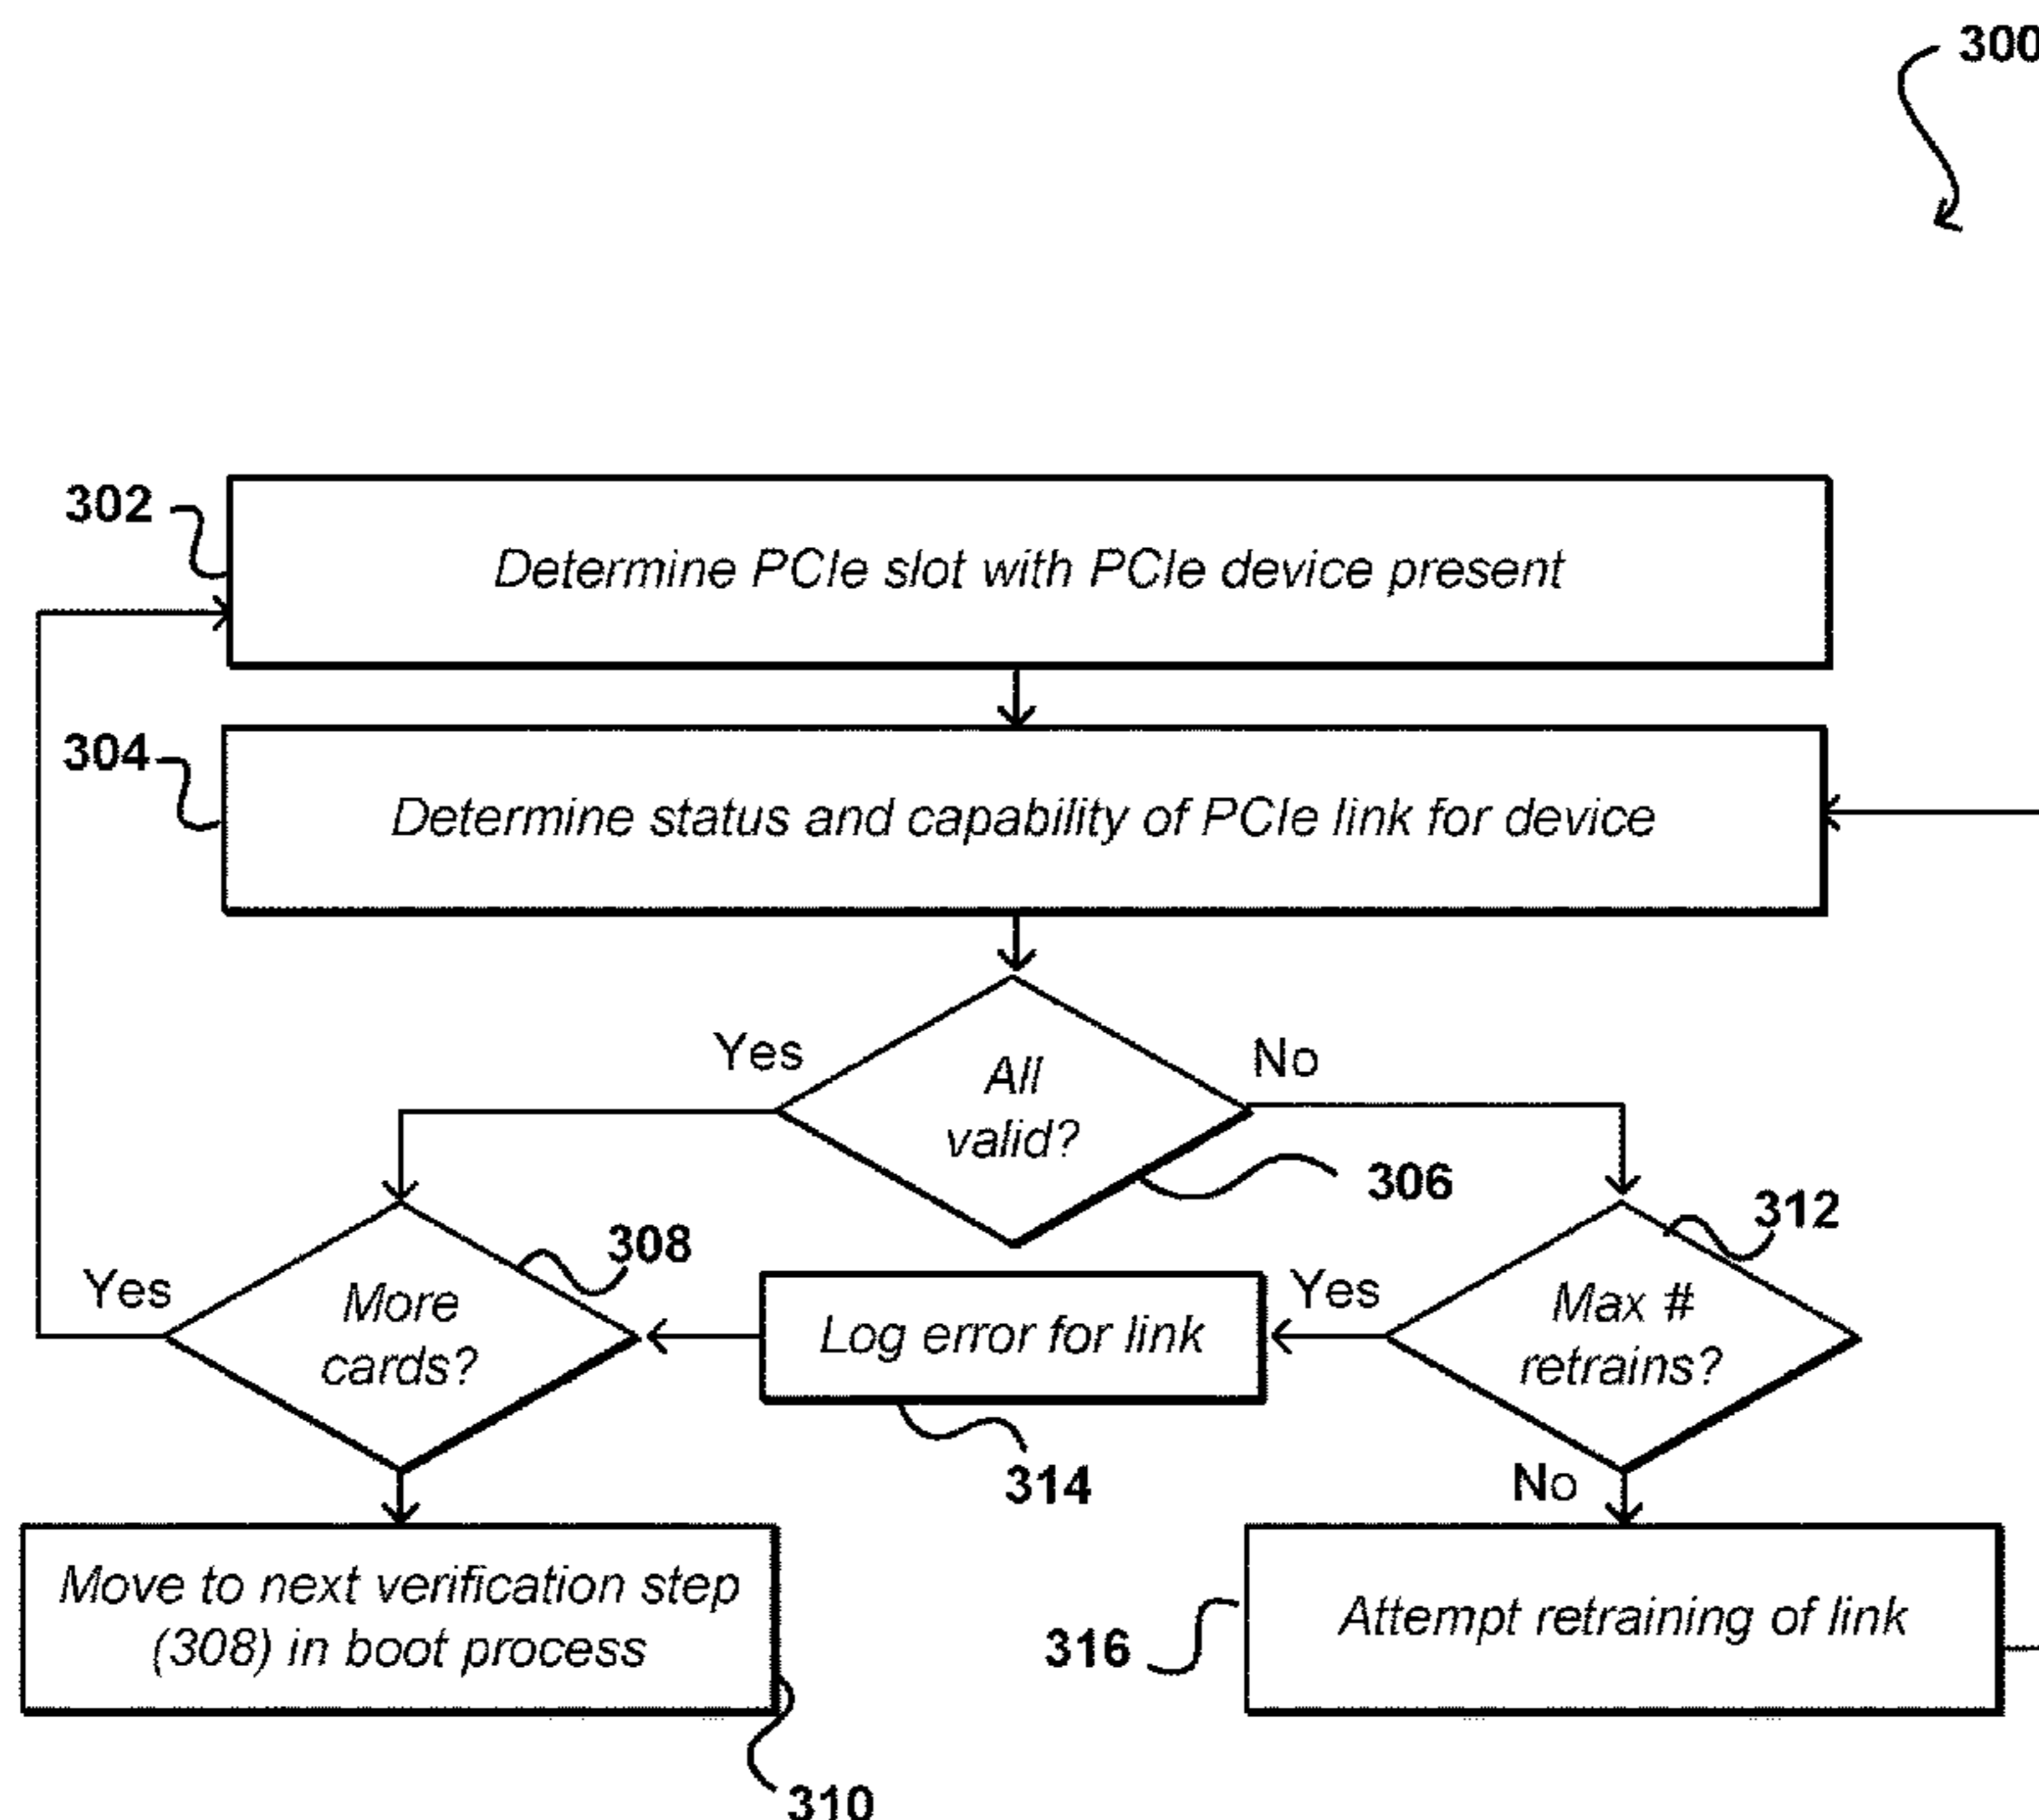 300
302
Determine PCIe slot with PCIe device present
304
Determine status and capability of PCIe link for device
Yes
All
valid?
No
306
308
312
Yes
More
cards?
Log error for link
Yes
Max #
retrains?
314
No
Move to next verification step
(308) in boot process
316
Attempt retraining of link
310